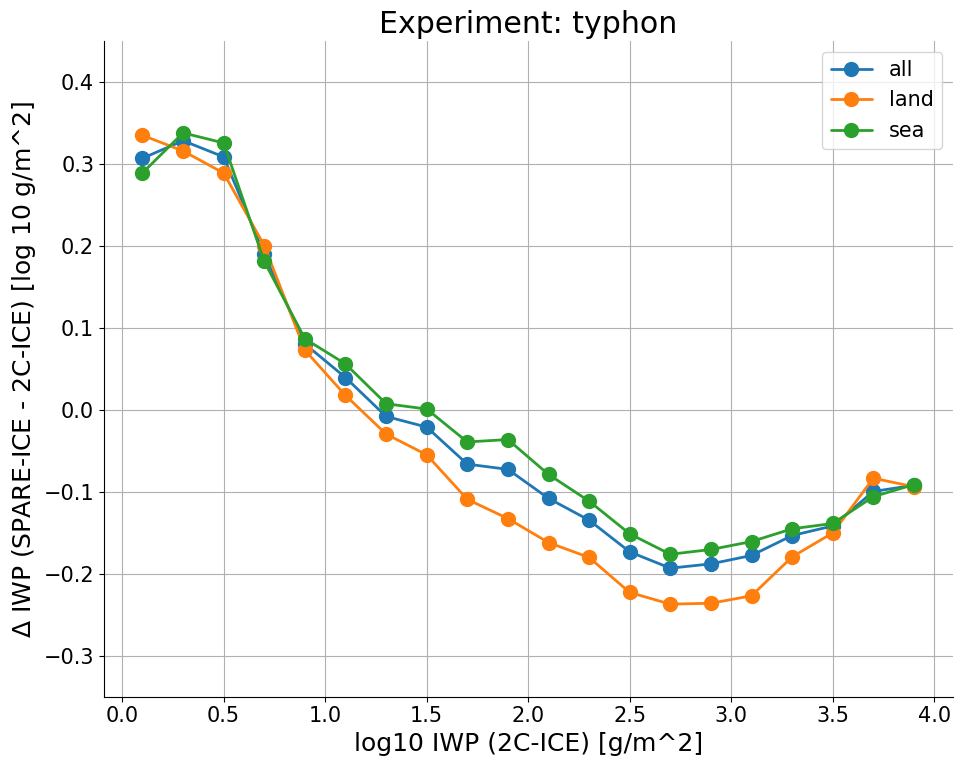 Experiment: typhon
all
land
sea
Δ IWP (SPARE-ICE - 2C-ICE) [log 10 g/m^2]
0.4
0.3
0.2
0.1
0.0
−0.1
−0.2
−0.3
0.0 0.5 1.0 1.5 2.0 2.5 3.0 3.5 4.0
log10 IWP (2C-ICE) [g/m^2]